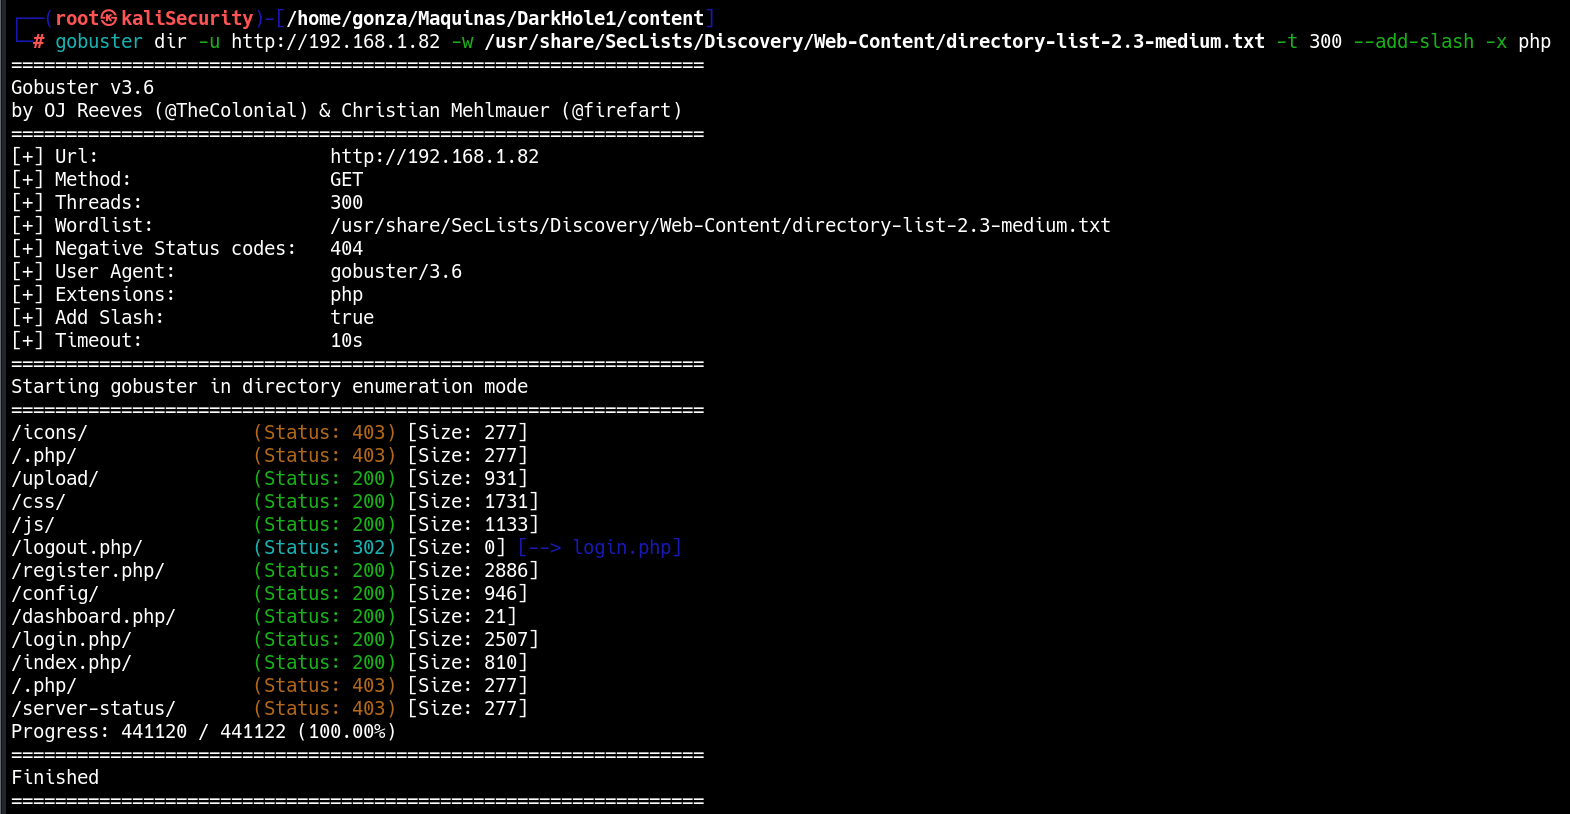 ┌──(root㉿kaliSecurity)-[/home/gonza/Maquinas/DarkHole1/content]
└─# gobuster dir -u http://192.168.1.82 -w /usr/share/SecLists/Discovery/Web-Content/directory-list-2.3-medium.txt -t 300 --add-slash -x php
===============================================================
Gobuster v3.6
by OJ Reeves (@TheColonial) & Christian Mehlmauer (@firefart)
===============================================================
[+] Url:                     http://192.168.1.82
[+] Method:                  GET
[+] Threads:                 300
[+] Wordlist:                /usr/share/SecLists/Discovery/Web-Content/directory-list-2.3-medium.txt
[+] Negative Status codes:   404
[+] User Agent:              gobuster/3.6
[+] Extensions:              php
[+] Add Slash:               true
[+] Timeout:                 10s
===============================================================
Starting gobuster in directory enumeration mode
===============================================================
/icons/               (Status: 403) [Size: 277]
/.php/                (Status: 403) [Size: 277]
/upload/              (Status: 200) [Size: 931]
/css/                 (Status: 200) [Size: 1731]
/js/                  (Status: 200) [Size: 1133]
/logout.php/          (Status: 302) [Size: 0] [--> login.php]
/register.php/        (Status: 200) [Size: 2886]
/config/              (Status: 200) [Size: 946]
/dashboard.php/       (Status: 200) [Size: 21]
/login.php/           (Status: 200) [Size: 2507]
/index.php/           (Status: 200) [Size: 810]
/.php/                (Status: 403) [Size: 277]
/server-status/       (Status: 403) [Size: 277]
Progress: 441120 / 441122 (100.00%)
===============================================================
Finished
===============================================================